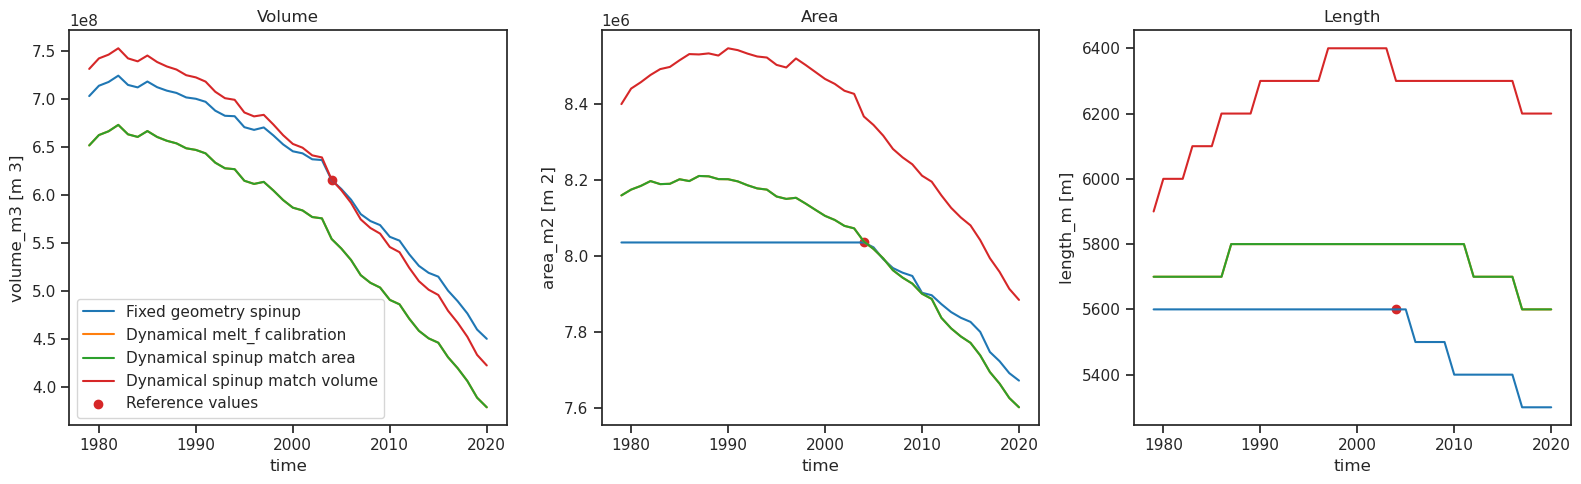 Volume
1e8
7.5
7.0
6.5
6.0
5.5
5.0
4.5
4.0
volume_m3 [m 3]
1980
1990
2000
2010
2020
time
Fixed geometry spinup
Dynamical melt_f calibration
Dynamical spinup match area
Dynamical spinup match volume
Reference values
Area
1e6
8.4
8.2
8.0
7.8
7.6
area_m2 [m 2]
1980
1990
2000
2010
2020
time
Length
6400
6200
6000
5800
5600
5400
length_m [m]
1980
1990
2000
2010
2020
time